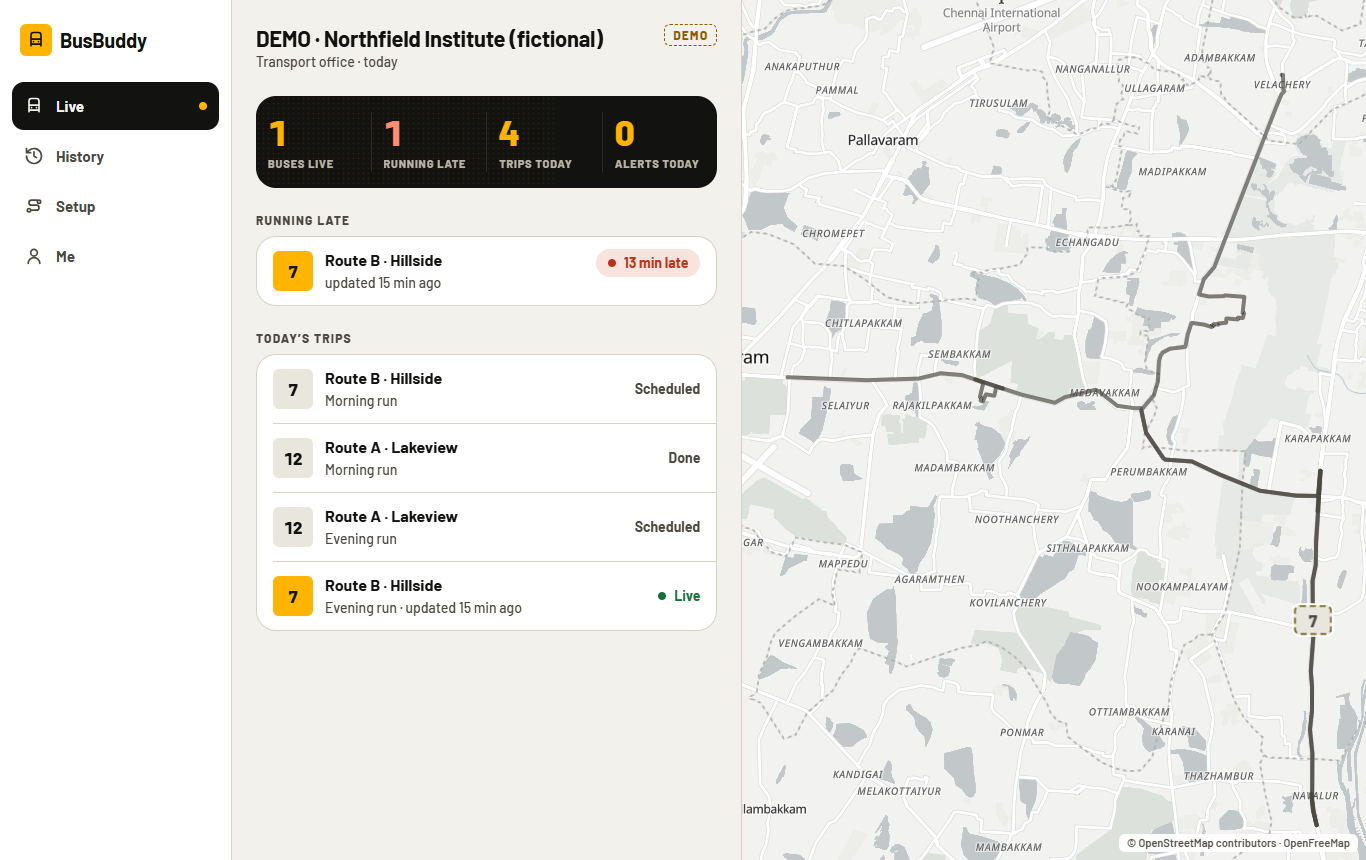 BusBuddy
Live
History
Setup
Me
DEMO · Northfield Institute (fictional)
DEMO
Transport office · today
1
BUSES LIVE
1
RUNNING LATE
4
TRIPS TODAY
0
ALERTS TODAY
RUNNING LATE
7
Route B · Hillside
updated 15 min ago
13 min late
TODAY'S TRIPS
7
Route B · Hillside
Morning run
Scheduled
12
Route A · Lakeview
Morning run
Done
12
Route A · Lakeview
Evening run
Scheduled
7
Route B · Hillside
Evening run · updated 15 min ago
Live
Chennai International
Airport
ANAKAPUTHUR
PAMMAL
NANGANALLUR
ADAMBAKKAM
ULLAGARAM
VELACHERY
TIRUSULAM
Pallavaram
MADIPAKKAM
CHROMEPET
ECHANGADU
CHITLAPAKKAM
SEMBAKKAM
ram
MEDAVAKKAM
SELAIYUR
RAJAKILPAKKAM
KARAPAKKAM
MADAMBAKKAM
PERUMBAKKAM
NOOTHANCHERY
GAR
SITHALAPAKKAM
MAPPEDU
AGARAMTHEN
NOOKAMPALAYAM
KOVILANCHERY
7
VENGAMBAKKAM
OTTIAMBAKKAM
PONMAR
KARANAI
KANDIGAI
THAZHAMBUR
MELAKOTTAIYUR
NAVALUR
lambakkam
MAMBAKKAM
© OpenStreetMap contributors · OpenFreeMap